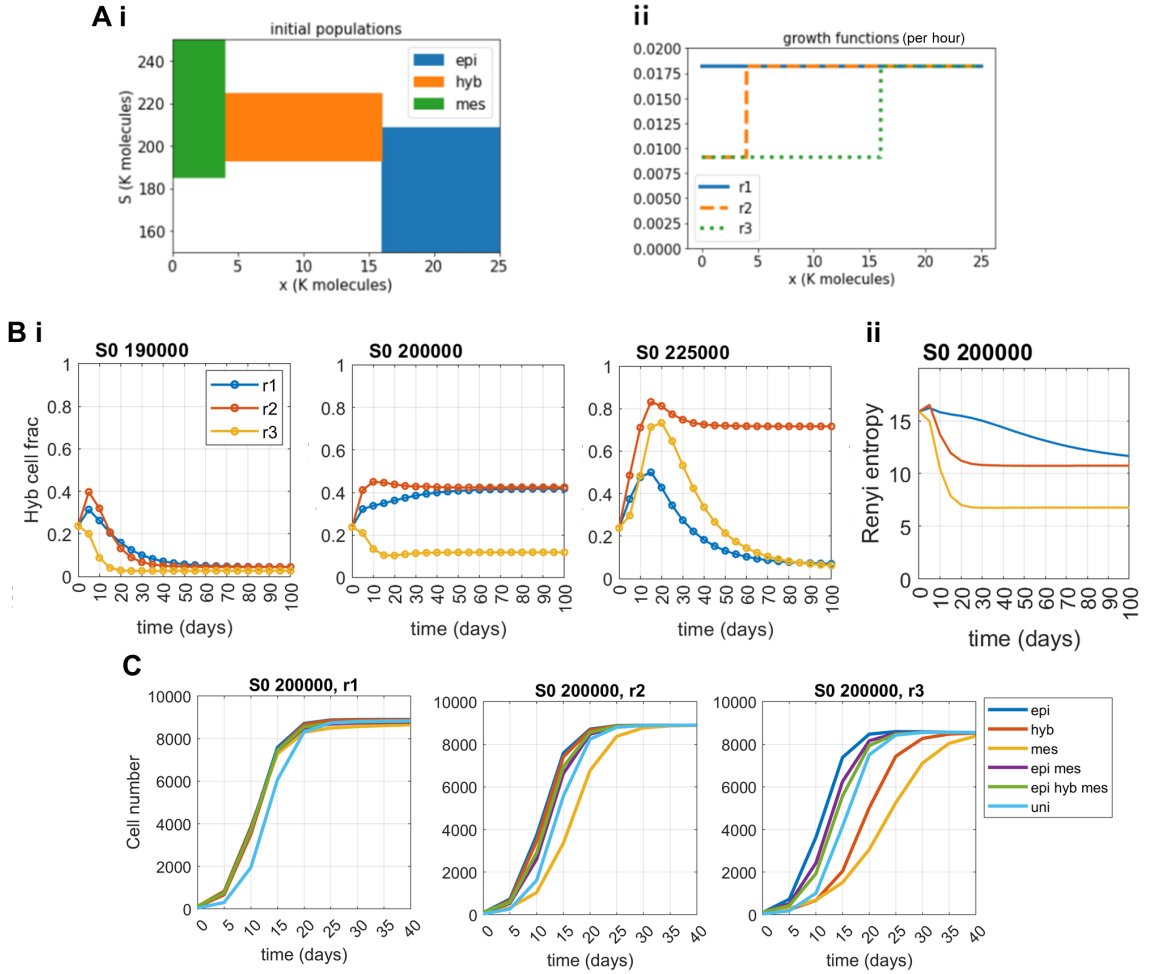 A i
initial populations
240
220
200
180
160
S (K molecules)
0 5 10 15 20 25
x (K molecules)
epi
hyb
mes
ii
growth functions (per hour)
0.0200
0.0175
0.0150
0.0125
0.0100
0.0075
0.0050
0.0025
0.0000
r1
r2
r3
0 5 10 15 20 25
x (K molecules)
B i
S0 190000
Hyb cell frac
1
0.8
0.6
0.4
0.2
0
r1
r2
r3
0 10 20 30 40 50 60 70 80 90 100
time (days)
S0 200000
1
0.8
0.6
0.4
0.2
0
0 10 20 30 40 50 60 70 80 90 100
time (days)
S0 225000
1
0.8
0.6
0.4
0.2
0
0 10 20 30 40 50 60 70 80 90 100
time (days)
ii
S0 200000
Renyi entropy
15
10
5
0
0 10 20 30 40 50 60 70 80 90 100
time (days)
C
S0 200000, r1
Cell number
10000
8000
6000
4000
2000
0
0 5 10 15 20 25 30 35 40
time (days)
S0 200000, r2
10000
8000
6000
4000
2000
0
0 5 10 15 20 25 30 35 40
time (days)
S0 200000, r3
10000
8000
6000
4000
2000
0
0 5 10 15 20 25 30 35 40
time (days)
epi
hyb
mes
epi mes
epi hyb mes
uni